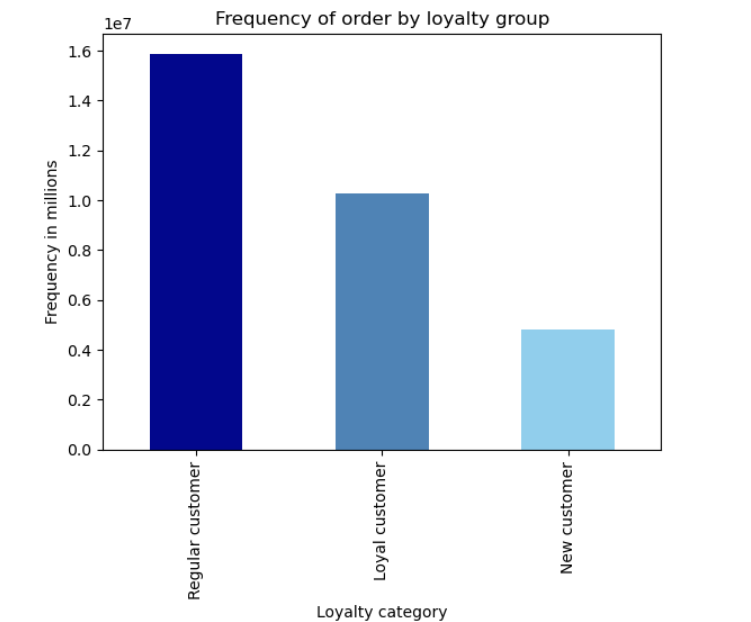 Frequency of order by loyalty group
1e7
1.6
1.4
1.2
1.0
0.8
0.6
0.4
0.2
0.0
Frequency in millions
Regular customer
Loyal customer
New customer
Loyalty category